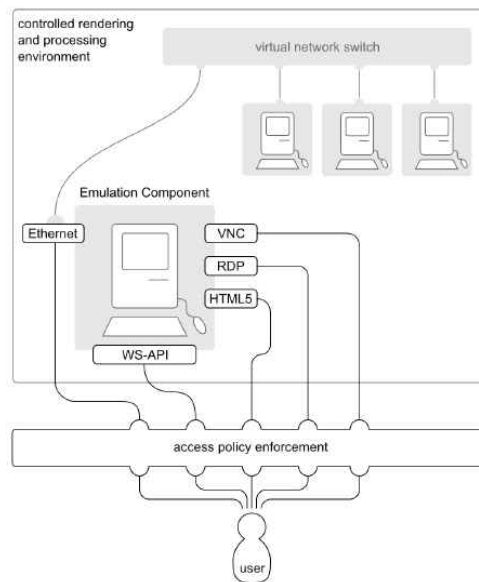 controlled rendering
and processing
environment
virtual network switch
Emulation Component
Ethernet
VNC
RDP
HTML5
WS-API
access policy enforcement
user